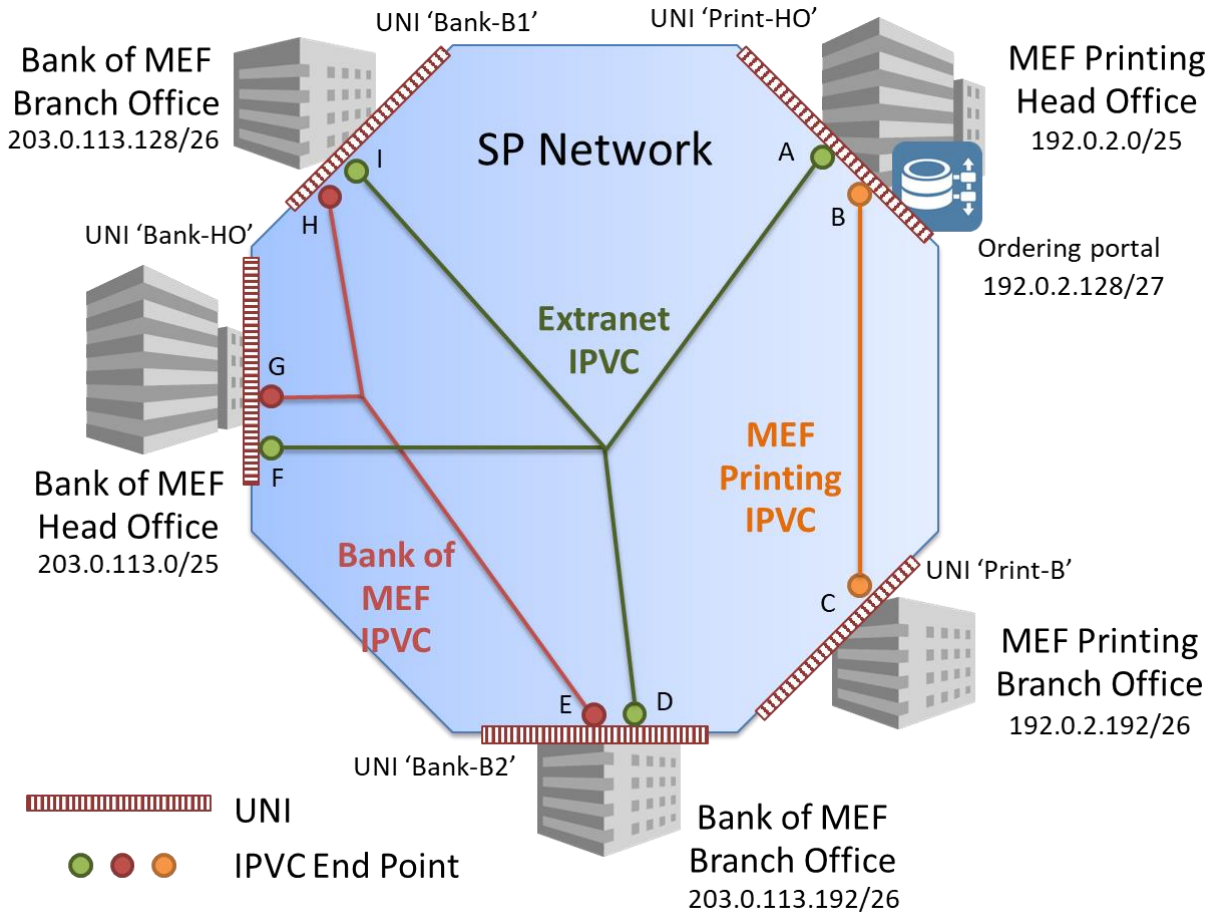 UNI ‘Bank-B1’
UNI ‘Print-HO’
Bank of MEF
Branch Office
203.0.113.128/26
MEF Printing
Head Office
192.0.2.0/25
SP Network
I
A
H
B
UNI ‘Bank-HO’
Ordering portal
192.0.2.128/27
Extranet
IPVC
G
F
MEF
Printing
IPVC
Bank of MEF
Head Office
203.0.113.0/25
Bank of
MEF
IPVC
UNI ‘Print-B’
C
MEF Printing
Branch Office
192.0.2.192/26
E
D
UNI ‘Bank-B2’
UNI
IPVC End Point
Bank of MEF
Branch Office
203.0.113.192/26